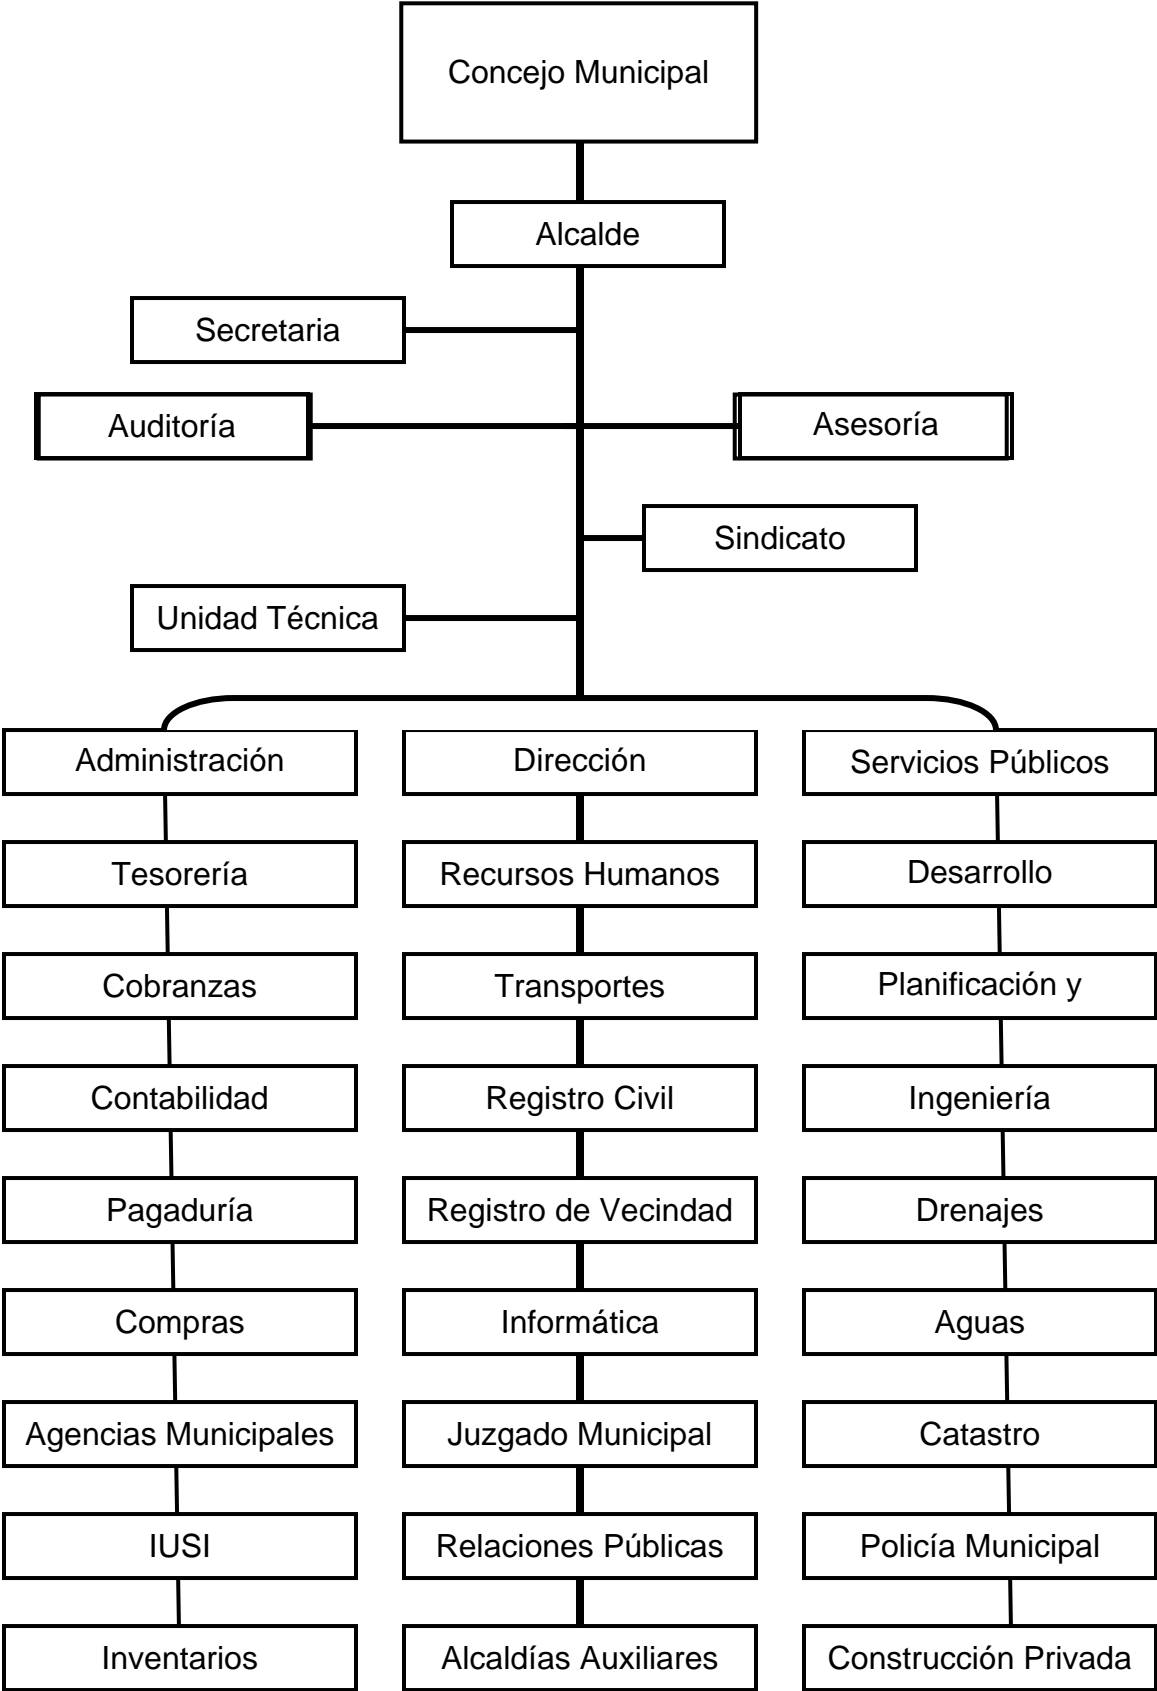 Concejo Municipal
Alcalde
Secretaria
Auditoría
Asesoría
Sindicato
Unidad Técnica
Administración
Dirección
Servicios Públicos
Tesorería
Recursos Humanos
Desarrollo
Cobranzas
Transportes
Planificación y
Contabilidad
Registro Civil
Ingeniería
Pagaduría
Registro de Vecindad
Drenajes
Compras
Informática
Aguas
Agencias Municipales
Juzgado Municipal
Catastro
IUSI
Relaciones Públicas
Policía Municipal
Inventarios
Alcaldías Auxiliares
Construcción Privada